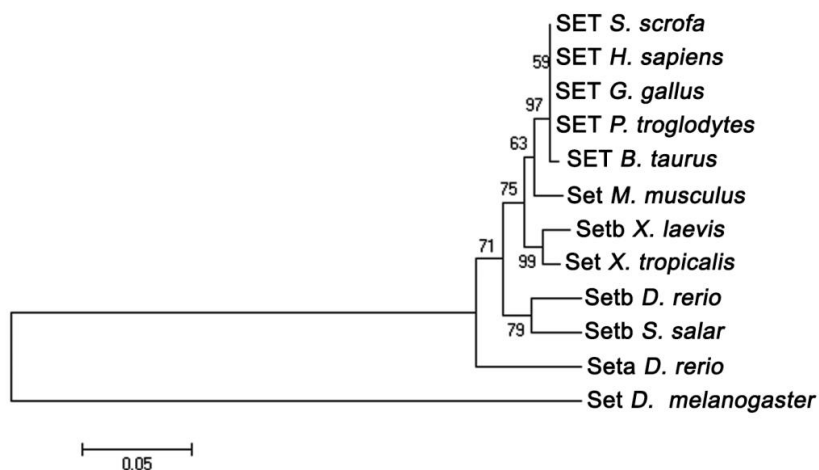 SET S. scrofa
59
SET H. sapiens
SET G. gallus
97
SET P. troglodytes
63
SET B. taurus
75
Set M. musculus
Setb X. laevis
71
99
Set X. tropicalis
Setb D. rerio
79
Setb S. salar
Seta D. rerio
Set D. melanogaster
0.05